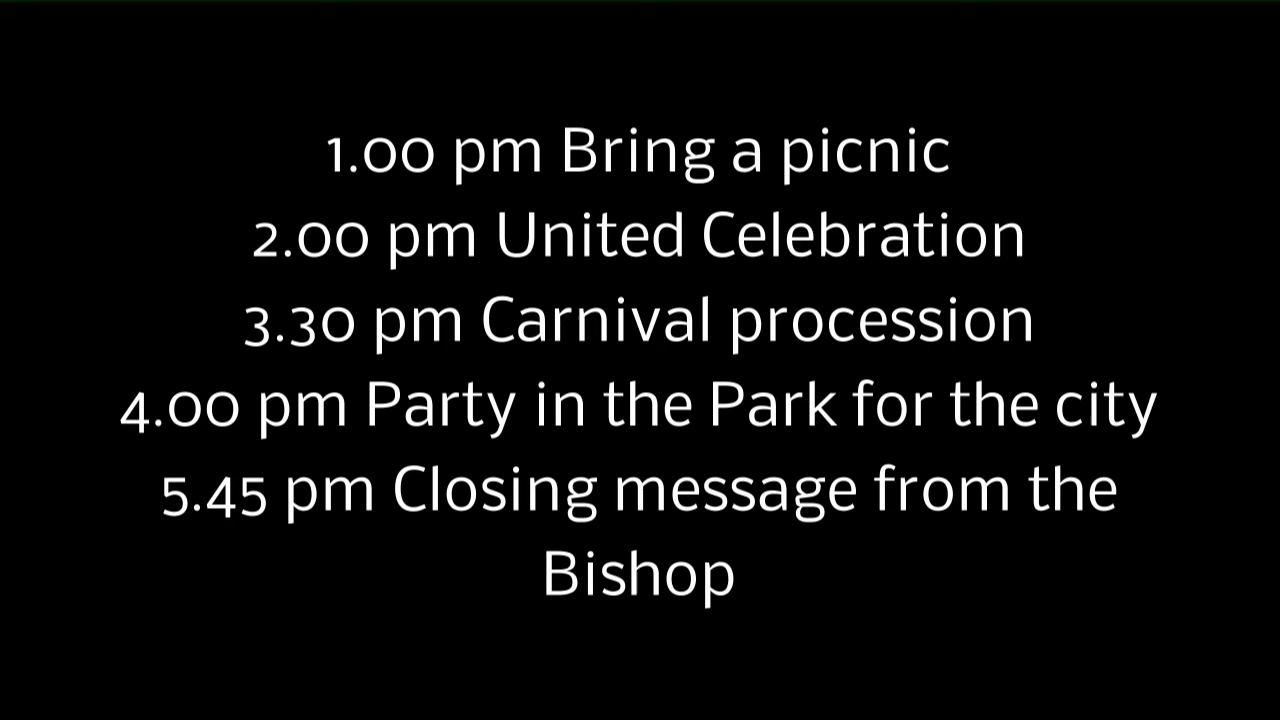 1.00 pm Bring a picnic
2.00 pm United Celebration
3.30 pm Carnival procession
4.00 pm Party in the Park for the city
5.45 pm Closing message from the
Bishop